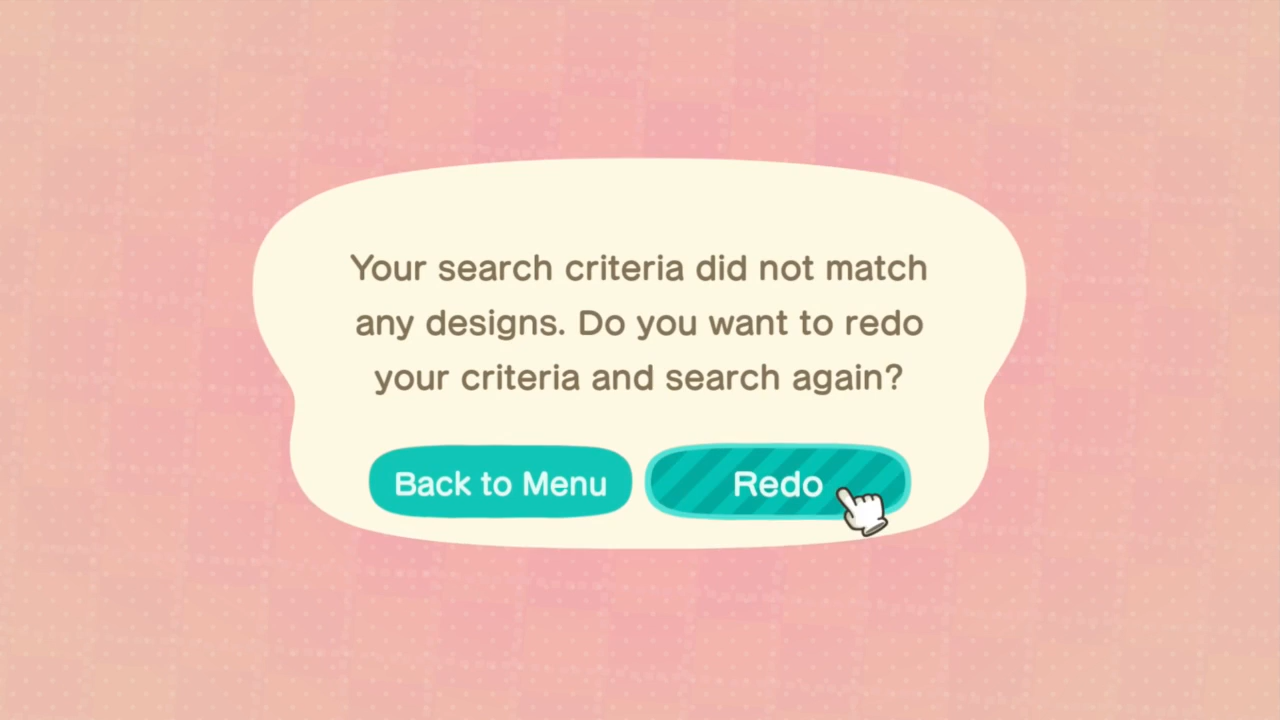 Your search criteria did not match
any designs. Do you want to redo
your criteria and search again?
Back to Menu
Redo